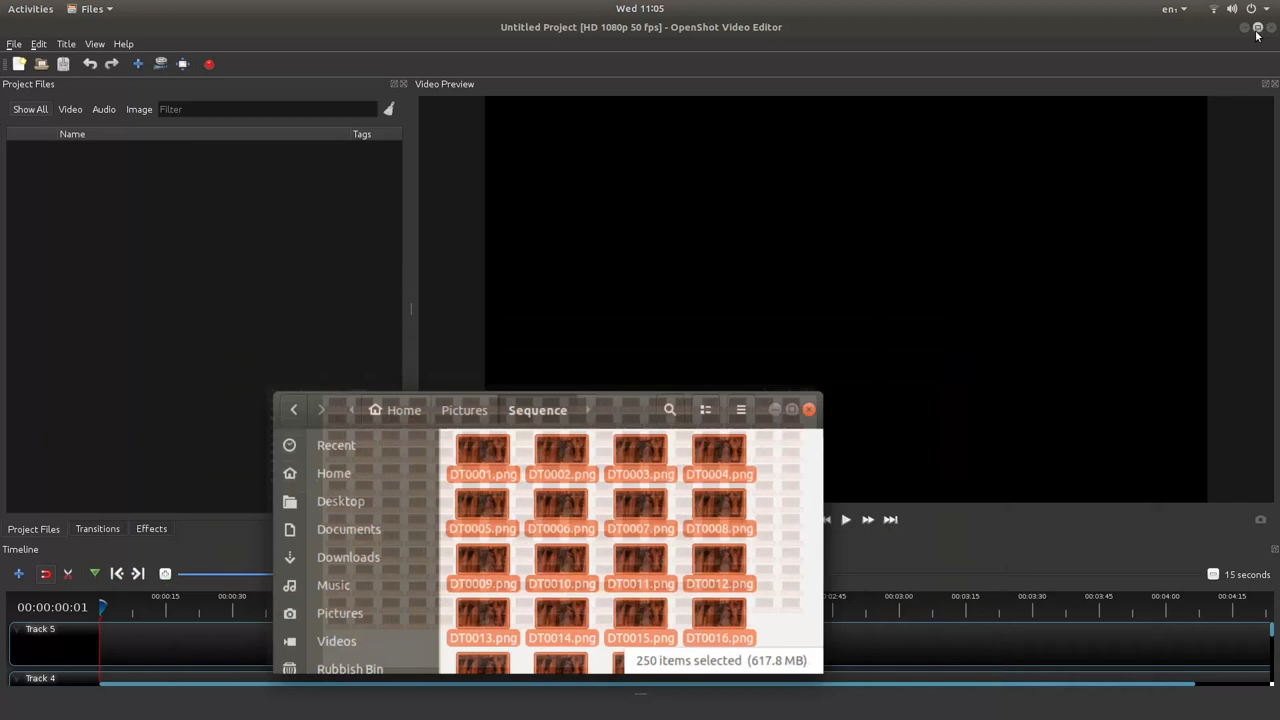 Activities Files Wed 11:05 en₁
Untitled Project [HD 1080p 50 fps] - OpenShot Video Editor
File Edit Title View Help
Project Files Video Preview
Show All Video Audio Image Filter
Name Tags
Home Pictures Sequence
Recent
Home
Desktop
Documents
Downloads
Music
Pictures
Videos
Rubbish Bin
DT0001.png DT0002.png DT0003.png DT0004.png
DT0005.png DT0006.png DT0007.png DT0008.png
DT0009.png DT0010.png DT0011.png DT0012.png
DT0013.png DT0014.png DT0015.png DT0016.png
250 items selected (617.8 MB)
Project Files Transitions Effects
Timeline
15 seconds
00:00:00:01 00:00:15 00:00:30 00:02:45 00:03:00 00:03:15 00:03:30 00:03:45 00:04:00 00:04:15
Track 5
Track 4